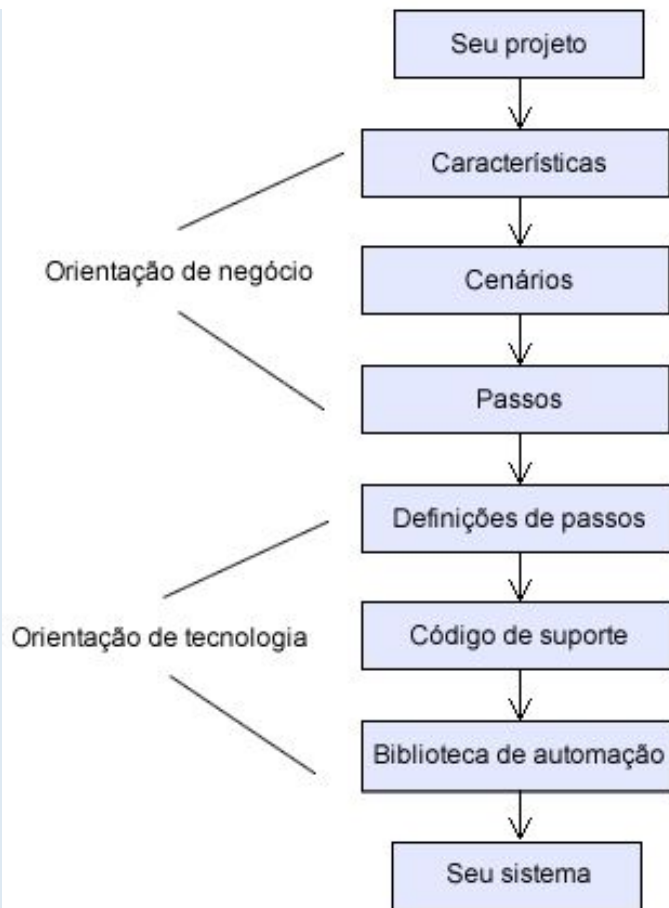 Seu projeto
Característícas
Cenários
Orientação de negócio
Passos
Definições de passos
Código de suporte
Orientação de tecnologia
Biblioteca de automação
Seu sistema